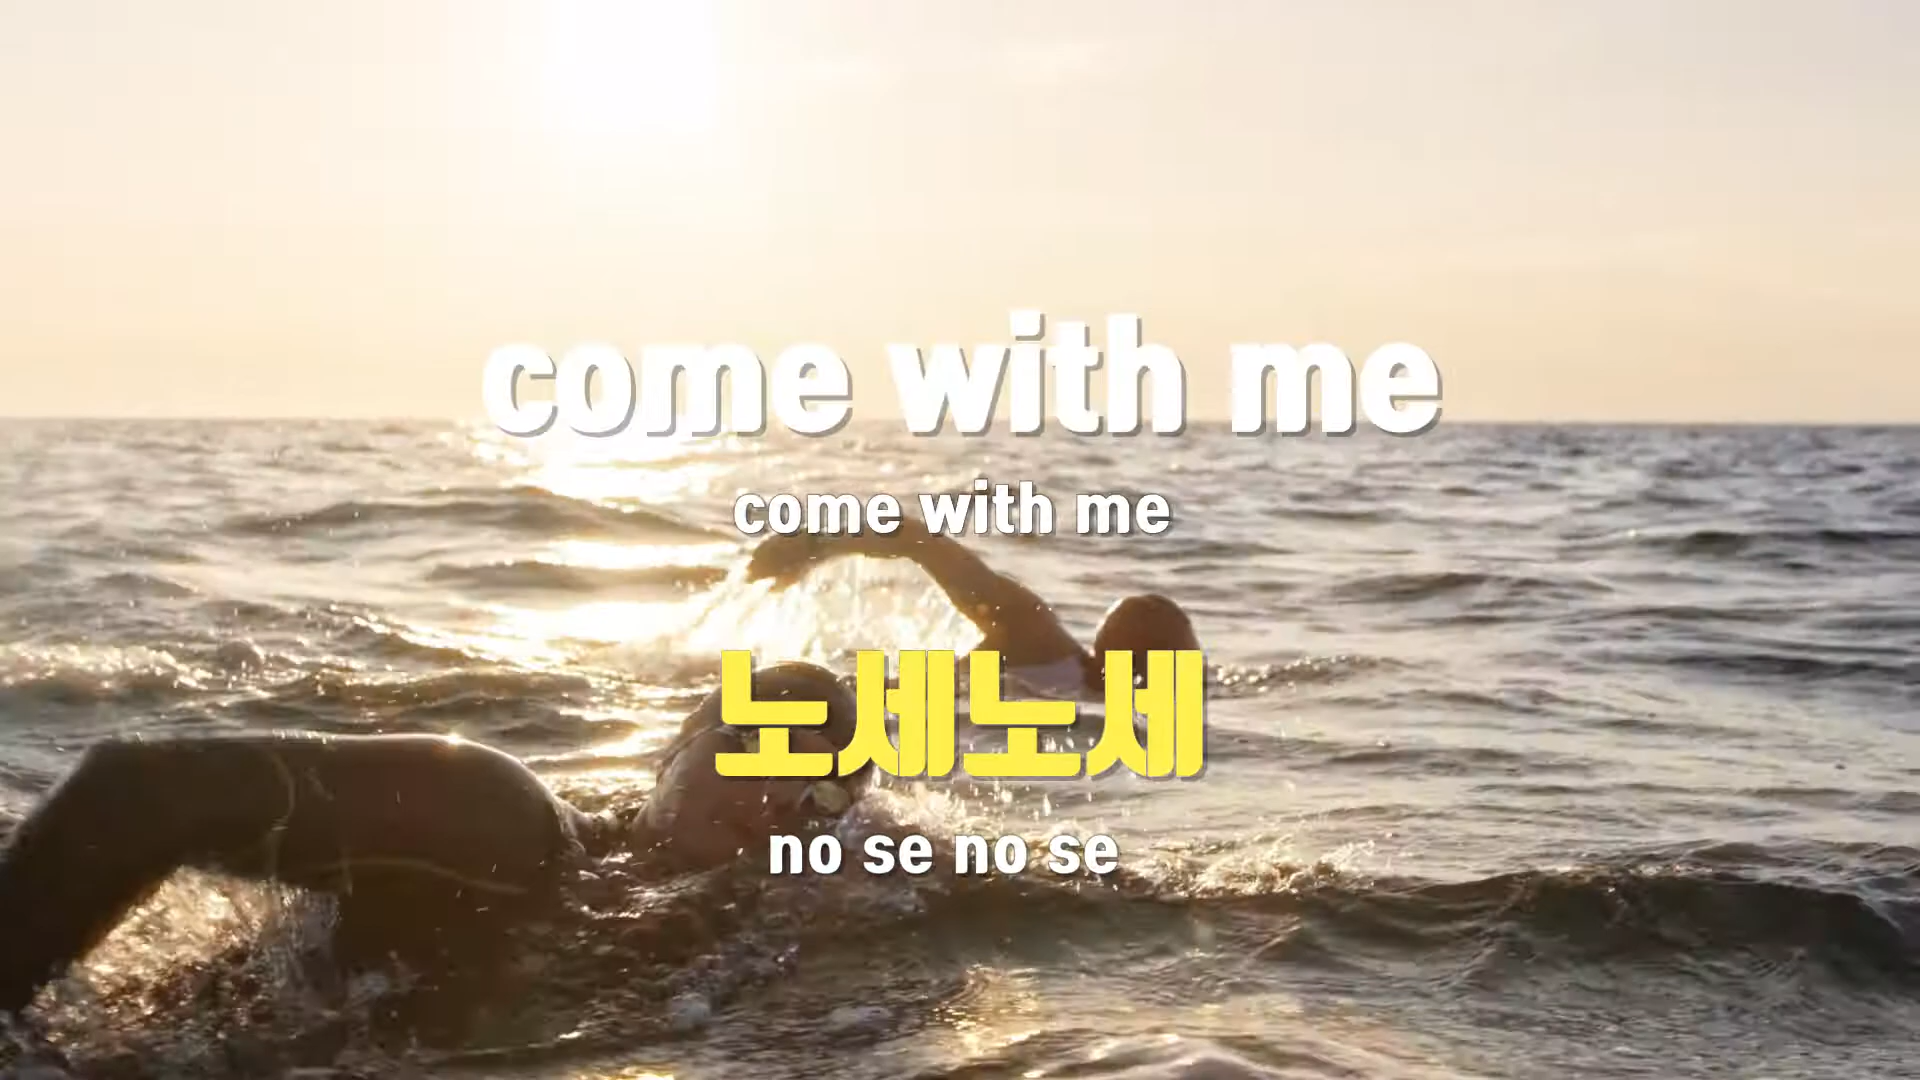 come with me
come with me
노세노세
no se no se